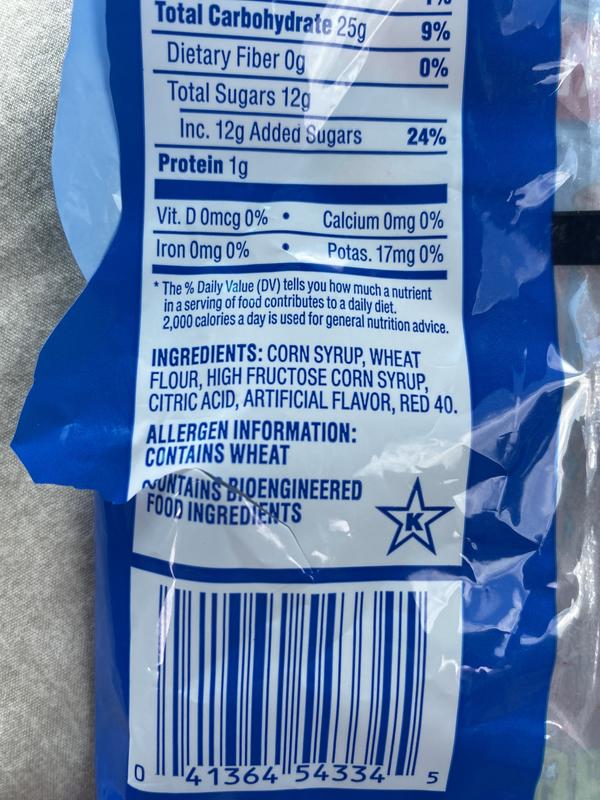 Total Carbohydrate 25g 9%
Dietary Fiber 0g 0%
Total Sugars 12g
Inc. 12g Added Sugars 24%
Protein 1g
Vit. D 0mcg 0% • Calcium 0mg 0%
Iron 0mg 0% • Potas. 17mg 0%
* The % Daily Value (DV) tells you how much a nutrient
in a serving of food contributes to a daily diet.
2,000 calories a day is used for general nutrition advice.
INGREDIENTS: CORN SYRUP, WHEAT
FLOUR, HIGH FRUCTOSE CORN SYRUP,
CITRIC ACID, ARTIFICIAL FLAVOR, RED 40.
ALLERGEN INFORMATION:
CONTAINS WHEAT
CONTAINS BIOENGINEERED
FOOD INGREDIENTS
K
0 41364 54334 5